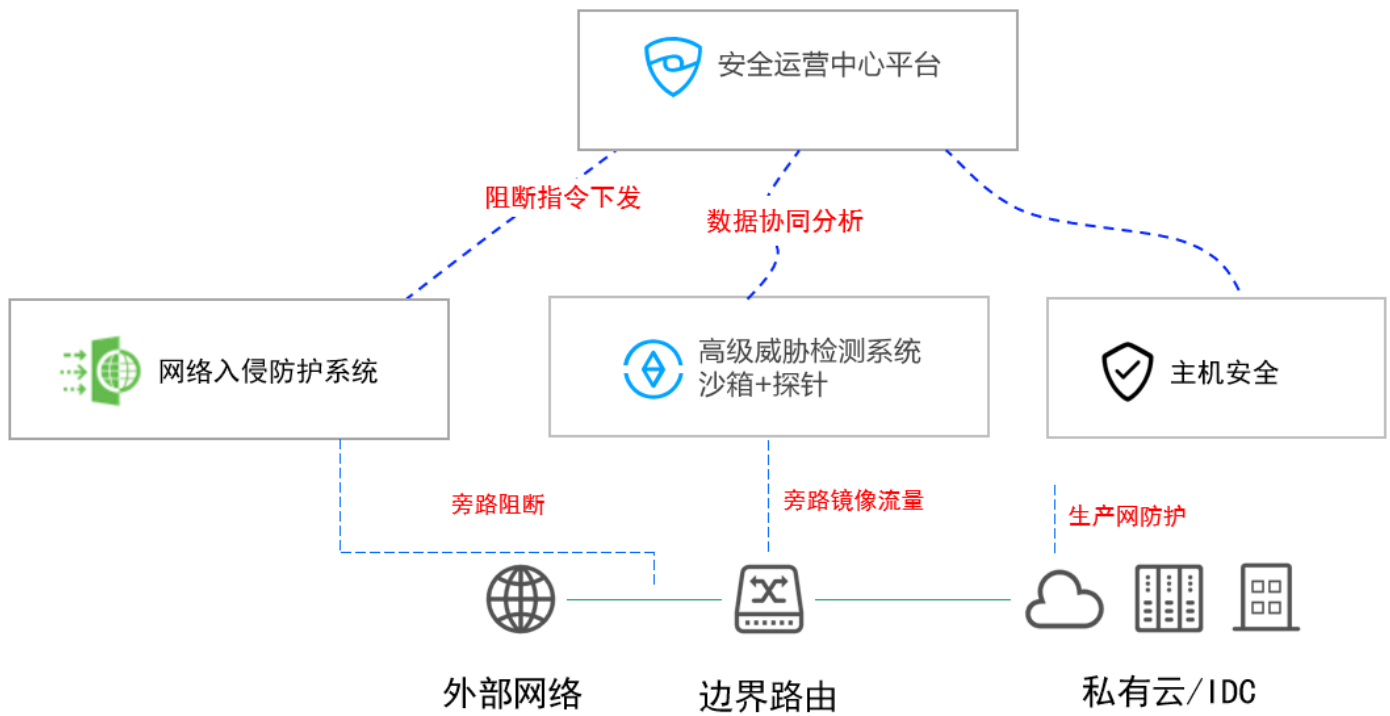 安全运营中心平台
阻断指令下发
数据协同分析
网络入侵防护系统
高级威胁检测系统
沙箱+探针
主机安全
旁路阻断
旁路镜像流量
生产网防护
外部网络
边界路由
私有云/IDC